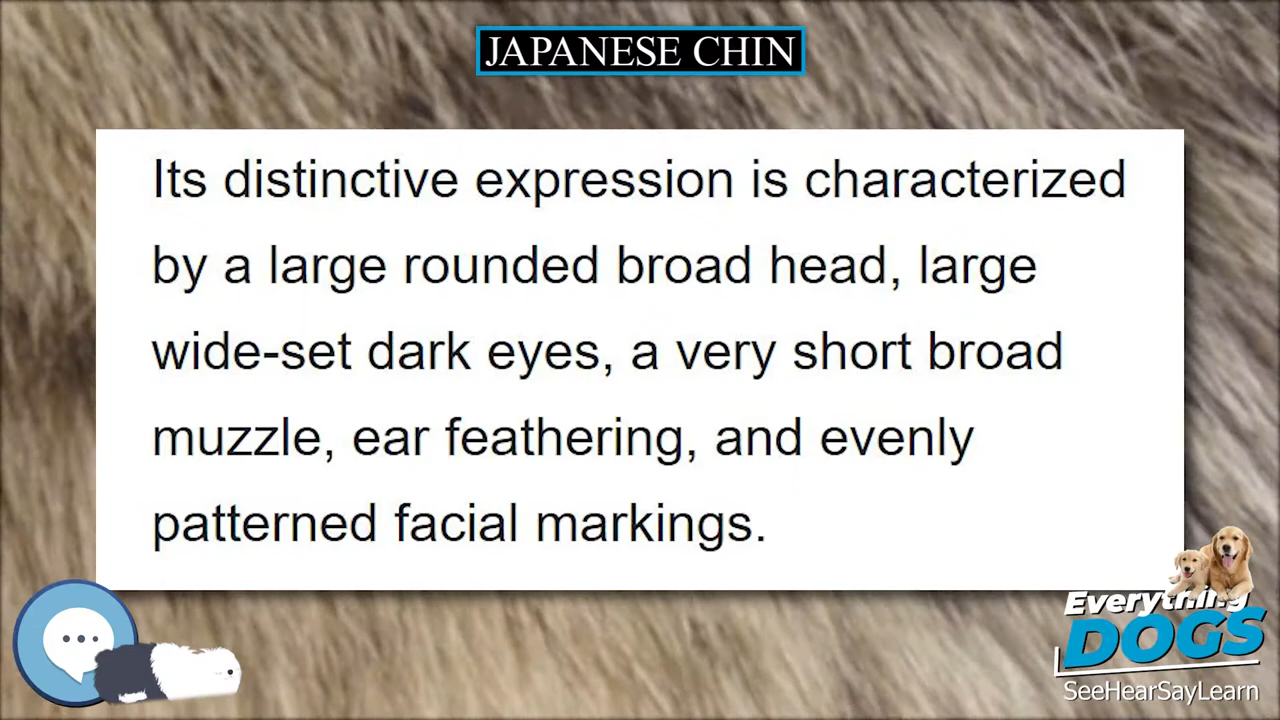 JAPANESE CHIN
Its distinctive expression is characterized
by a large rounded broad head, large
wide-set dark eyes, a very short broad
muzzle, ear feathering, and evenly
patterned facial markings.
Everything
DOGS
SeeHearSayLearn